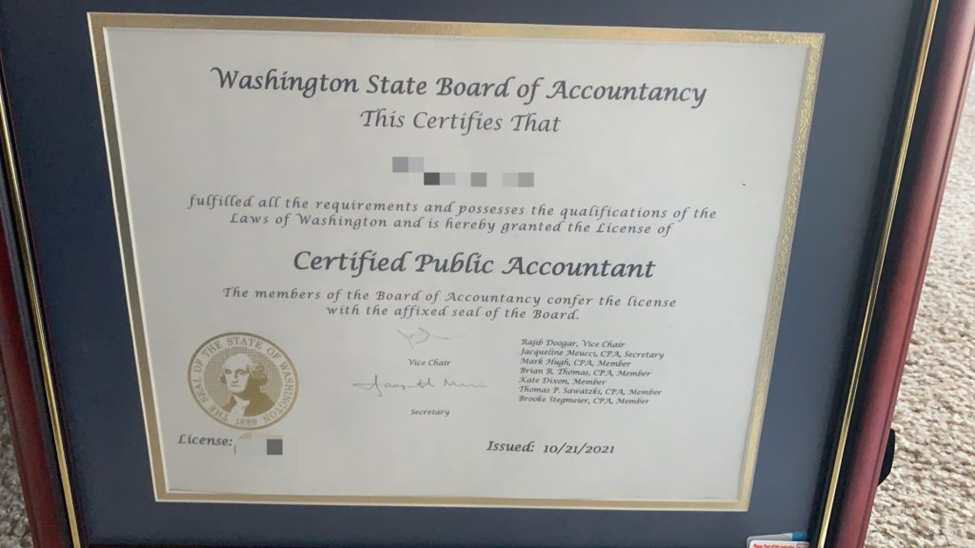 Washington State Board of Accountancy
This Certifies That
fulfilled all the requirements and possesses the qualifications of the
Laws of Washington and is hereby granted the License of
Certified Public Accountant
The members of the Board of Accountancy confer the license
with the affixed seal of the Board.
THE SEAL OF THE STATE OF WASHINGTON
1889
Vice Chair
Secretary
Rajib Doogar, Vice Chair
Jacqueline Meucci, CPA, Secretary
Mark Hugh, CPA, Member
Brian R. Thomas, CPA, Member
Kate Dixon, Member
Thomas P. Sawatzki, CPA, Member
Brooke Stegmeier, CPA, Member
License:
Issued: 10/21/2021